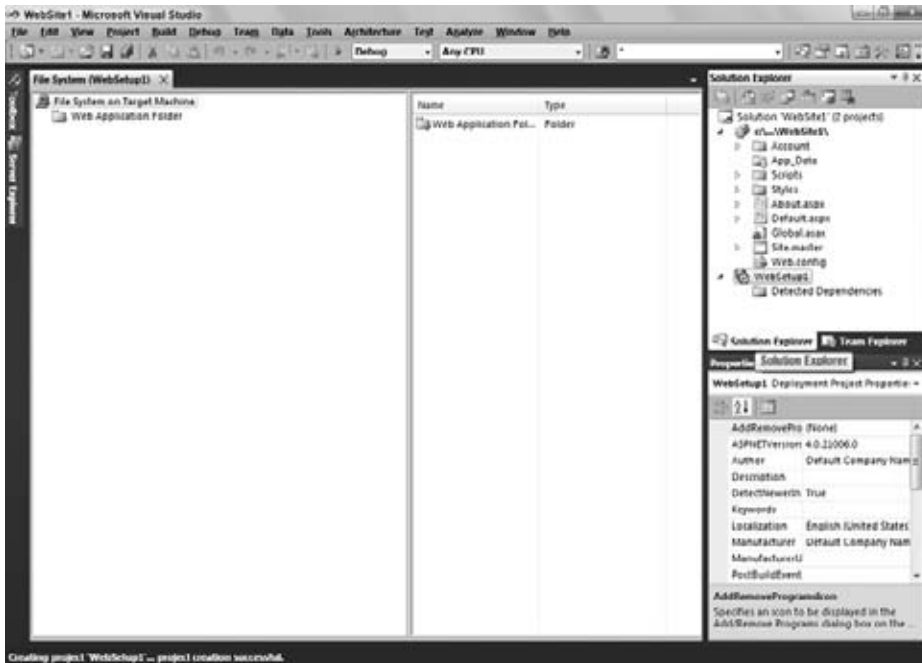 WebSite1 - Microsoft Visual Studio
File Edit View Project Build Debug Team Data Tools Architecture Test Analyze Window Help
Debug Any CPU
Toolbox
Server Explorer
File System (WebSetup1)
File System on Target Machine
Web Application Folder
Name Type
Web Application Fol... Folder
Solution Explorer
Solution 'WebSite1' (2 projects)
c:\...\WebSite1\
Account
App_Data
Scripts
Styles
About.aspx
Default.aspx
Global.asax
Site.master
Web.config
WebSetup1
Detected Dependencies
Solution Explorer Team Explorer
Solution Explorer
WebSetup1 Deployment Project Propertie
AddRemovePro (None)
ASPNETVersion 4.0.21006.0
Author Default Company Nam
Description
DetectNewerIn True
Keywords
Localization English (United States)
Manufacturer Default Company Nam
ManufacturerU
PostBuildEvent
AddRemoveProgramsIcon
Specifies an icon to be displayed in the
Add/Remove Programs dialog box on the ...
Creating project 'WebSetup1'... project creation successful.